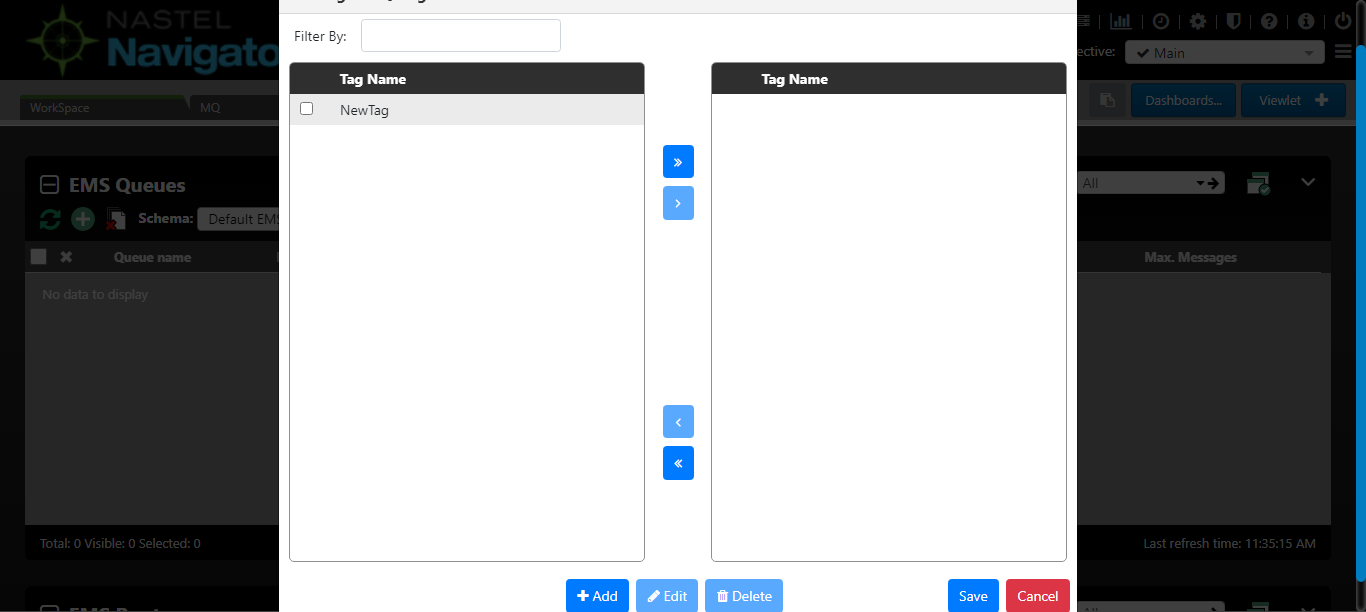 NASTEL
Navigato
Filter By:
ective:
Main
WorkSpace
MQ
Dashboards...
Viewlet
Tag Name
Tag Name
NewTag
EMS Queues
All
Schema:
Default EMS
Queue name
Max. Messages
No data to display
Total: 0 Visible: 0 Selected: 0
Last refresh time: 11:35:15 AM
Add
Edit
Delete
Save
Cancel
All